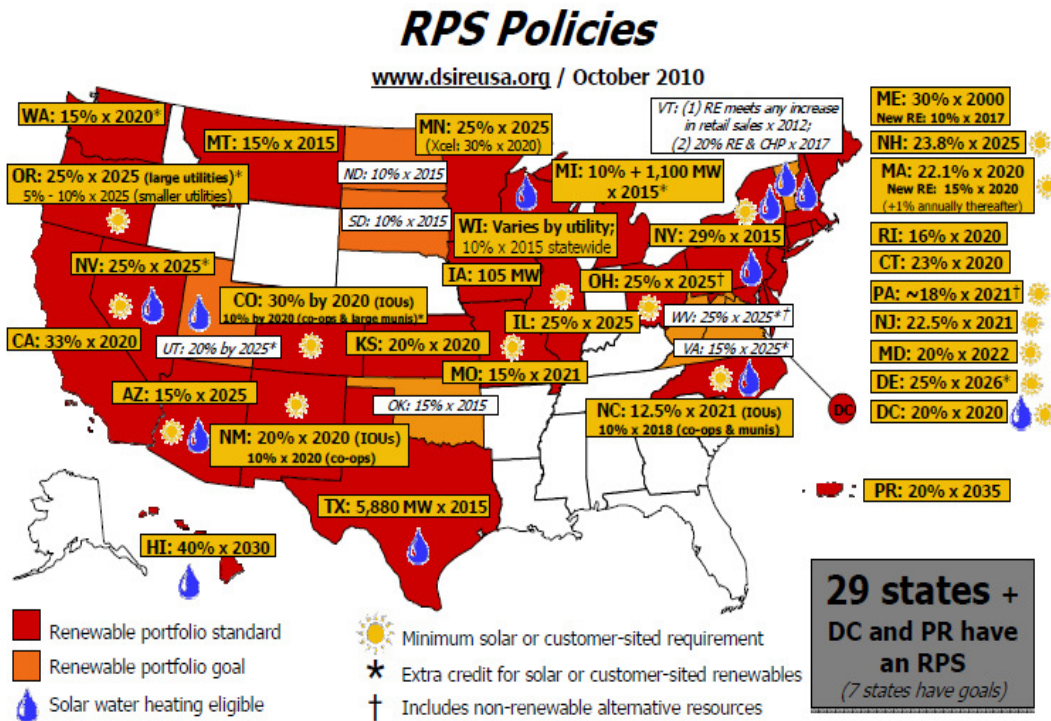 RPS Policies
www.dsireusa.org / October 2010
WA: 15% x 2020*
MT: 15% x 2015
MN: 25% x 2025
(Xcel: 30% x 2020)
VT: (1) RE meets any increase
in retail sales x 2012;
(2) 20% RE & CHP x 2017
ME: 30% x 2000
New RE: 10% x 2017
NH: 23.8% x 2025
OR: 25% x 2025 (large utilities)*
5% - 10% x 2025 (smaller utilities)
ND: 10% x 2015
MI: 10% + 1,100 MW
x 2015*
MA: 22.1% x 2020
New RE: 15% x 2020
(+1% annually thereafter)
SD: 10% x 2015
WI: Varies by utility;
10% x 2015 statewide
NY: 29% x 2015
RI: 16% x 2020
CT: 23% x 2020
NV: 25% x 2025*
IA: 105 MW
OH: 25% x 2025†
PA: ~18% x 2021†
CO: 30% by 2020 (IOUs)
10% by 2020 (co-ops & large munis)*
IL: 25% x 2025
WV: 25% x 2025*†
NJ: 22.5% x 2021
CA: 33% x 2020
UT: 20% by 2025*
KS: 20% x 2020
VA: 15% x 2025*
MD: 20% x 2022
MO: 15% x 2021
DE: 25% x 2026*
AZ: 15% x 2025
OK: 15% x 2015
NC: 12.5% x 2021 (IOUs)
10% x 2018 (co-ops & munis)
DC
DC: 20% x 2020
NM: 20% x 2020 (IOUs)
10% x 2020 (co-ops)
TX: 5,880 MW x 2015
PR: 20% x 2035
HI: 40% x 2030
29 states +
DC and PR have
an RPS
(7 states have goals)
Renewable portfolio standard
Renewable portfolio goal
Solar water heating eligible
Minimum solar or customer-sited requirement
* Extra credit for solar or customer-sited renewables
† Includes non-renewable alternative resources